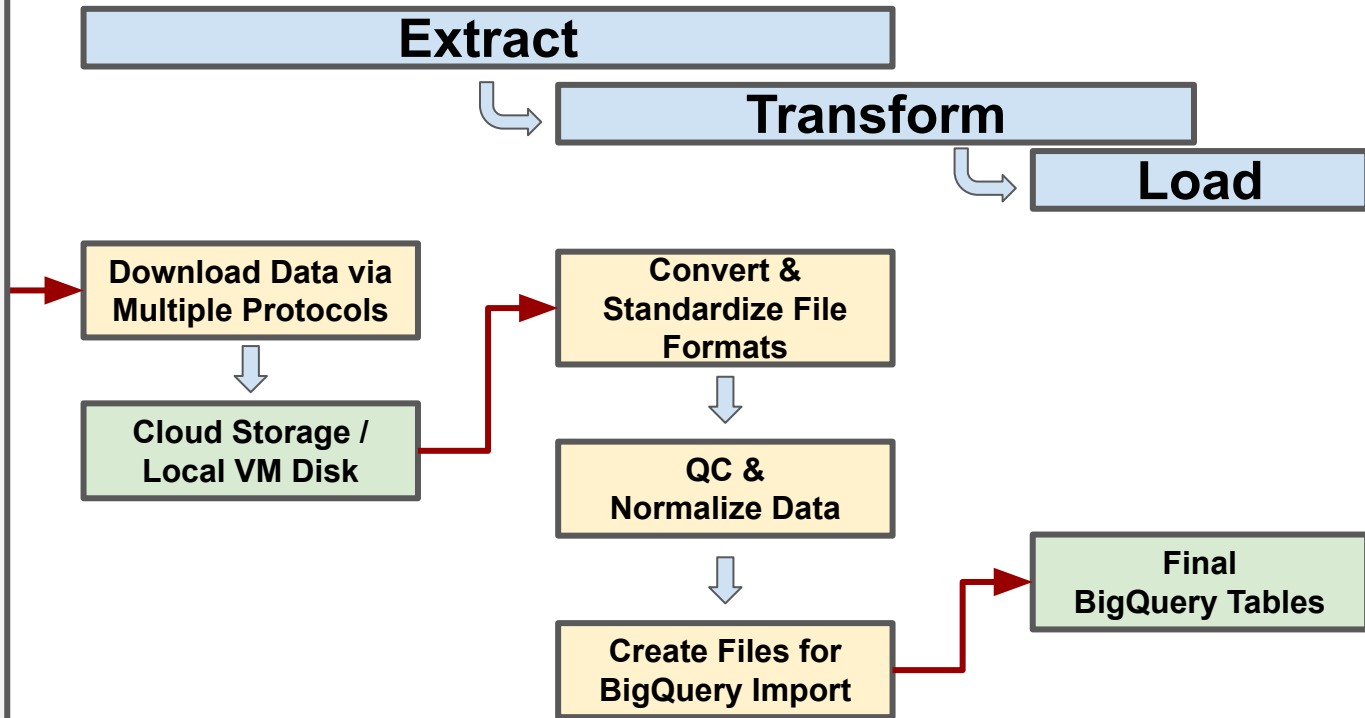 Extract
Transform
Load
Download Data via
Multiple Protocols
Cloud Storage /
Local VM Disk
Convert &
Standardize File
Formats
QC &
Normalize Data
Create Files for
BigQuery Import
Final
BigQuery Tables